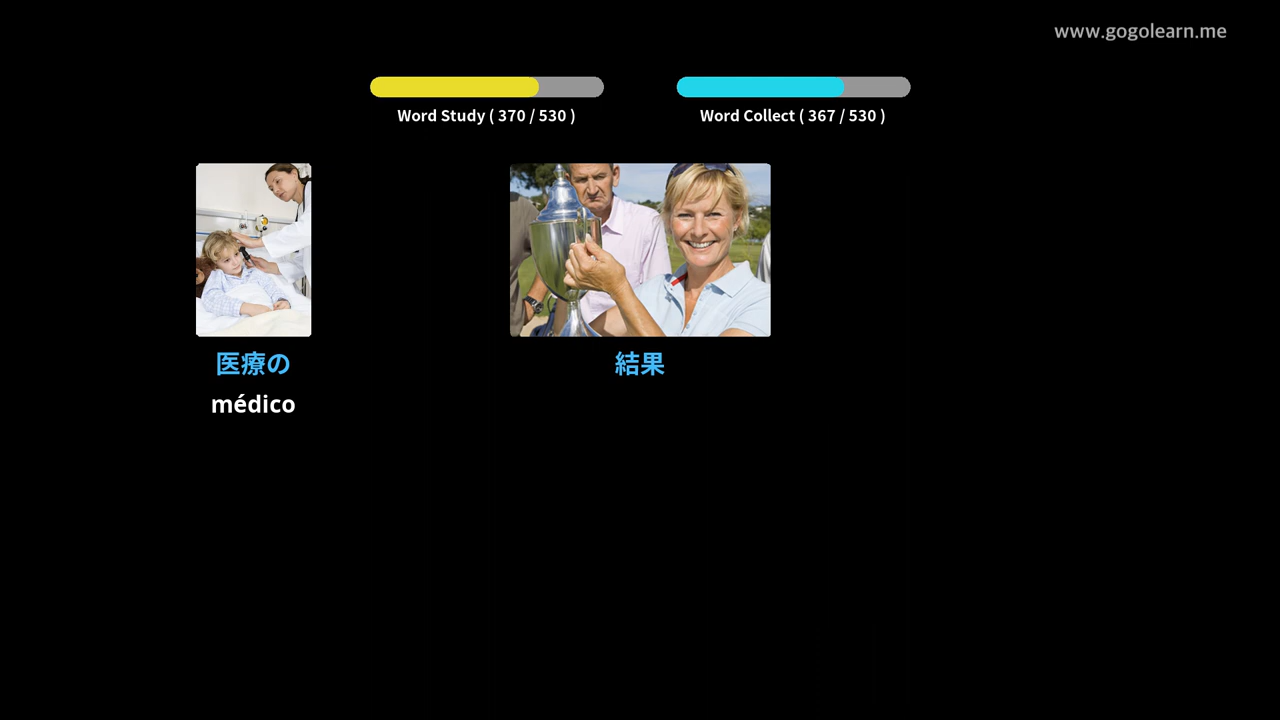 www.gogolearn.me
Word Study ( 370 / 530 )
Word Collect ( 367 / 530 )
医療の
結果
médico